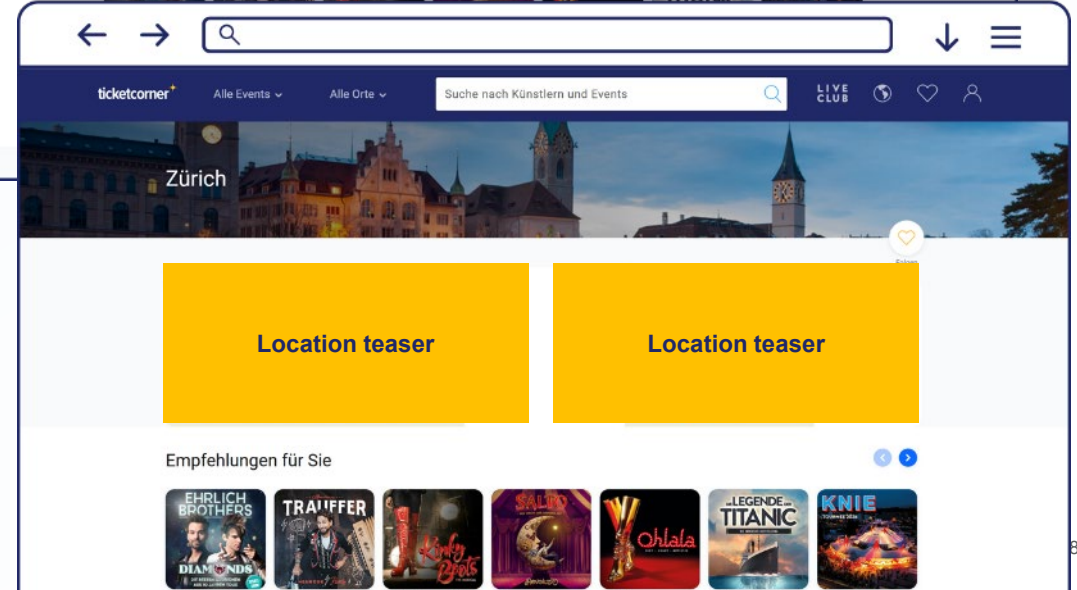 ticketcorner
Alle Events
Alle Orte
Suche nach Künstlern und Events
LIVE
CLUB
Zürich
Location teaser
Location teaser
Empfehlungen für Sie
EHRLICH
BROTHERS
DIAMONDS
TRAUFFER
Kinky
Boots
SALTO
Ohlala
LEGENDE
TITANIC
KNIE
8